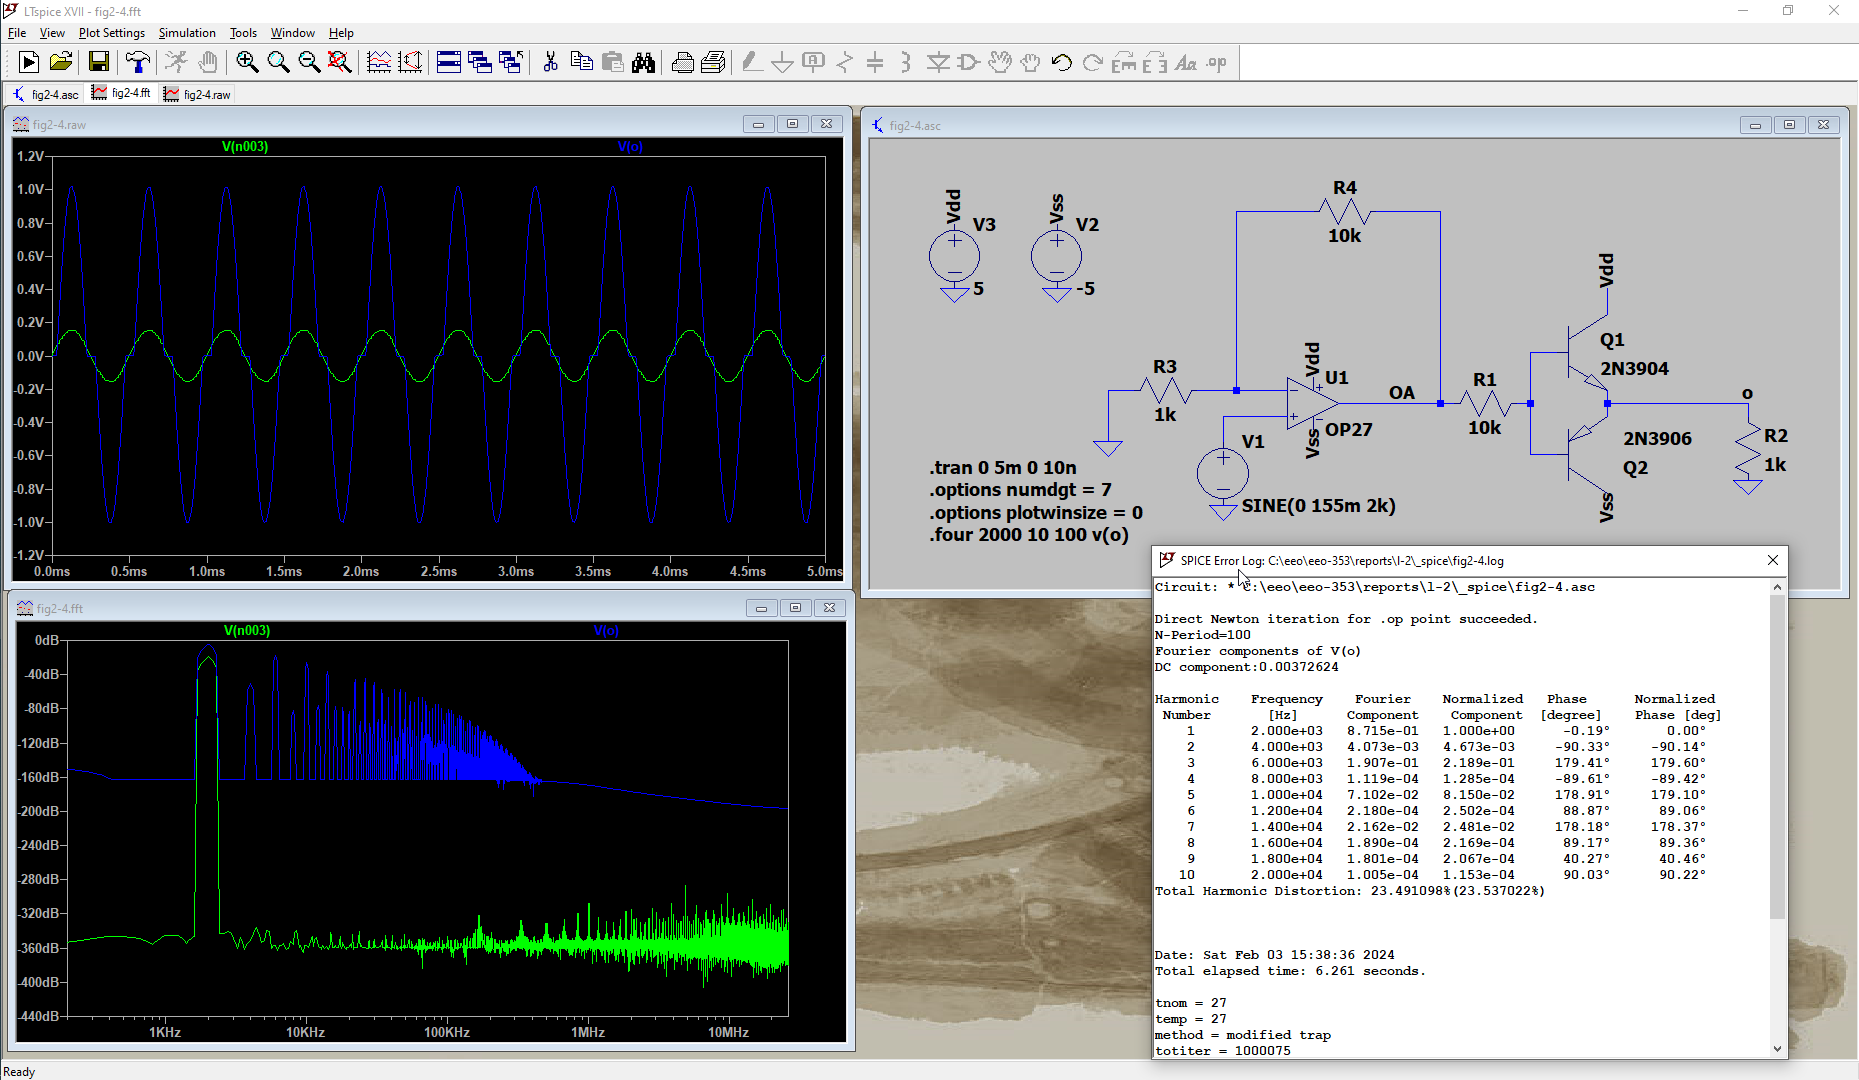 LTspice XVII - fig2-4.fft
File View Plot Settings Simulation Tools Window Help
fig2-4.asc fig2-4.fft fig2-4.raw
fig2-4.raw
V(n003) V(o)
1.2V
1.0V
0.8V
0.6V
0.4V
0.2V
0.0V
-0.2V
-0.4V
-0.6V
-0.8V
-1.0V
-1.2V
0.0ms 0.5ms 1.0ms 1.5ms 2.0ms 2.5ms 3.0ms 3.5ms 4.0ms 4.5ms 5.0ms
fig2-4.fft
V(n003) V(o)
0dB
-40dB
-80dB
-120dB
-160dB
-200dB
-240dB
-280dB
-320dB
-360dB
-400dB
-440dB
1KHz 10KHz 100KHz 1MHz 10MHz
fig2-4.asc
Vdd
V3
5
Vss
V2
-5
R4
10k
R3
1k
Vdd
U1
OP27
Vss
V1
SINE(0 155m 2k)
OA
R1
10k
Vdd
Q1
2N3904
2N3906
Q2
Vss
o
R2
1k
.tran 0 5m 0 10n
.options numdgt = 7
.options plotwinsize = 0
.four 2000 10 100 v(o)
SPICE Error Log: C:\eeo\eeo-353\reports\l-2\_spice\fig2-4.log
Circuit: * C:\eeo\eeo-353\reports\l-2\_spice\fig2-4.asc
Direct Newton iteration for .op point succeeded.
N-Period=100
Fourier components of V(o)
DC component:0.00372624
Harmonic Frequency Fourier Normalized Phase Normalized
Number [Hz] Component Component [degree] Phase [deg]
1 2.000e+03 8.715e-01 1.000e+00 -0.19° 0.00°
2 4.000e+03 4.073e-03 4.673e-03 -90.33° -90.14°
3 6.000e+03 1.907e-01 2.189e-01 179.41° 179.60°
4 8.000e+03 1.119e-04 1.285e-04 -89.61° -89.42°
5 1.000e+04 7.102e-02 8.150e-02 178.91° 179.10°
6 1.200e+04 2.180e-04 2.502e-04 88.87° 89.06°
7 1.400e+04 2.162e-02 2.481e-02 178.18° 178.37°
8 1.600e+04 1.890e-04 2.169e-04 89.17° 89.36°
9 1.800e+04 1.801e-04 2.067e-04 40.27° 40.46°
10 2.000e+04 1.005e-04 1.153e-04 90.03° 90.22°
Total Harmonic Distortion: 23.491098%(23.537022%)
Date: Sat Feb 03 15:38:36 2024
Total elapsed time: 6.261 seconds.
tnom = 27
temp = 27
method = modified trap
totiter = 1000075
Ready